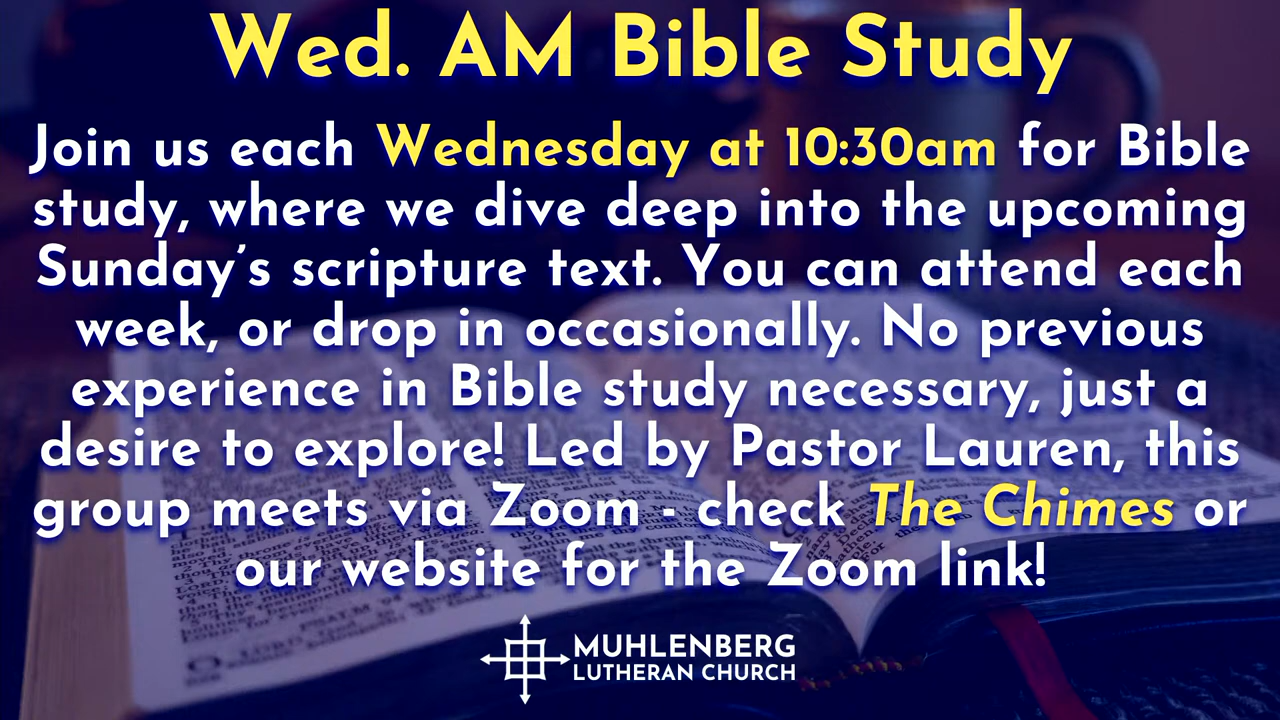 Wed. AM Bible Study
Join us each Wednesday at 10:30am for Bible
study, where we dive deep into the upcoming
Sunday's scripture text. You can attend each
week, or drop in occasionally. No previous
experience in Bible study necessary, just a
desire to explore! Led by Pastor Lauren, this
group meets via Zoom - check The Chimes or
our website for the Zoom link!
MUHLENBERG
LUTHERAN CHURCH